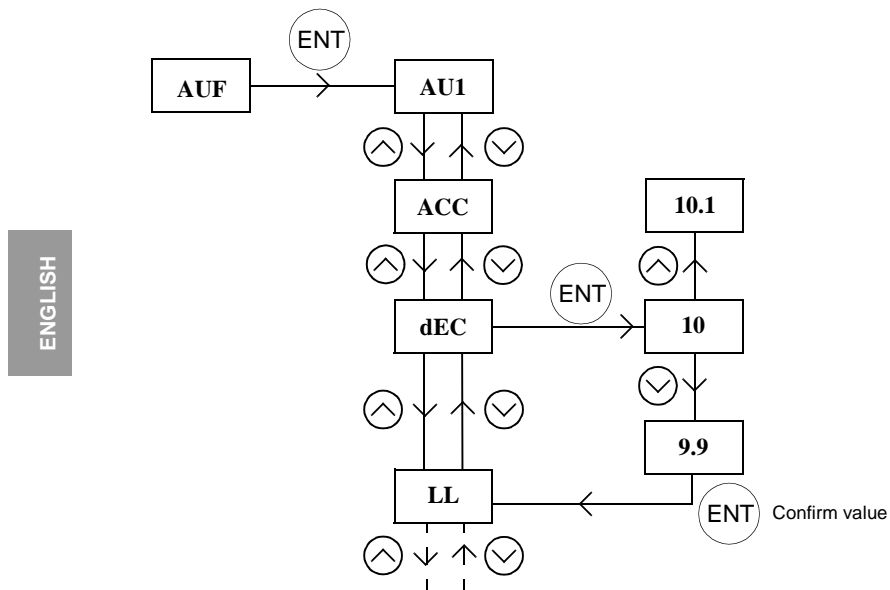 ENT
AUF
AU1
ACC
10.1
ENGLISH
ENT
dEC
10
9.9
LL
ENT Confirm value